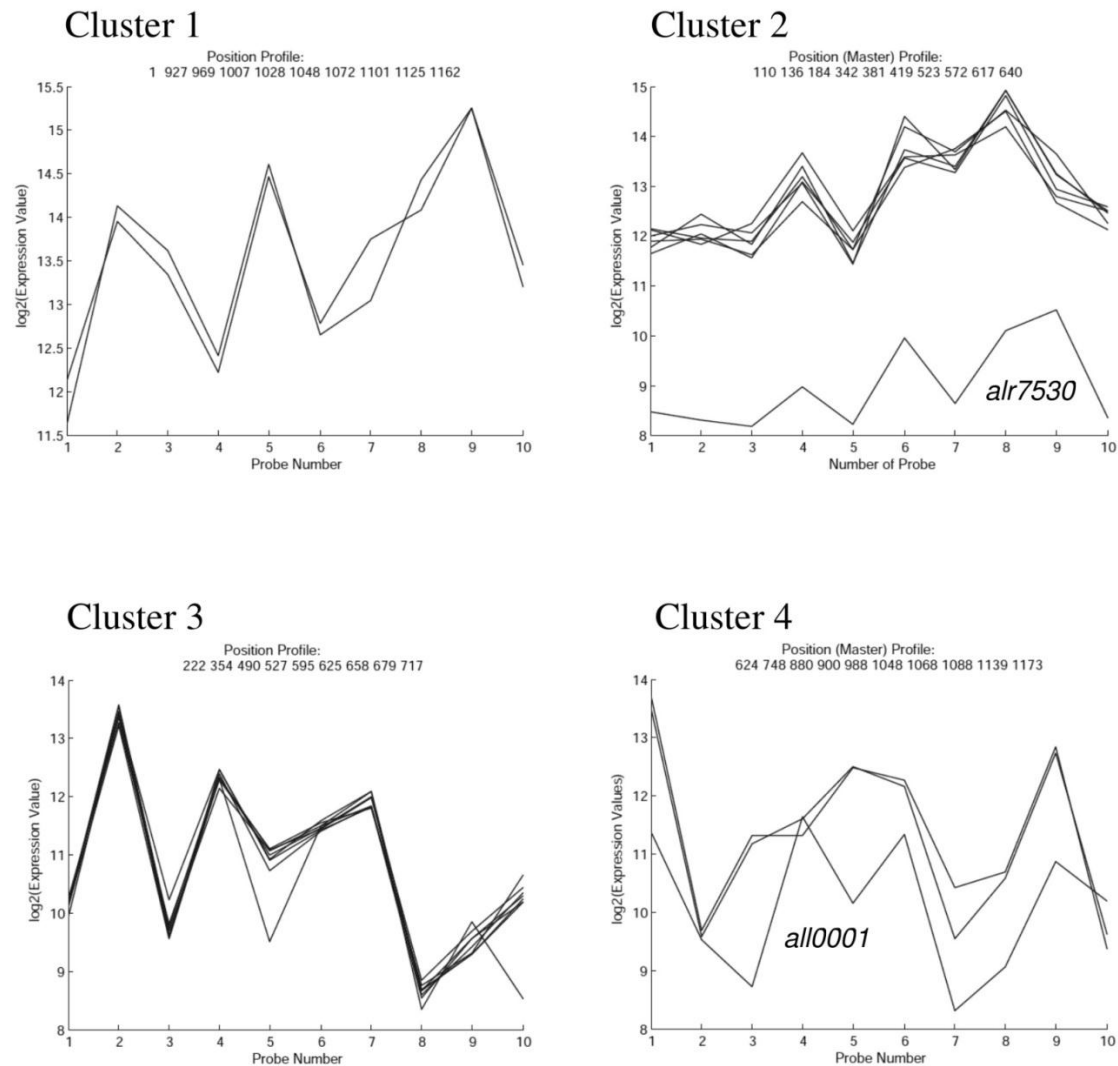 Cluster 1
Position Profile:
1 927 969 1007 1028 1048 1072 1101 1125 1162
15.5
15
14.5
14
13.5
13
12.5
12
11.5
log2(Expression Value)
1 2 3 4 5 6 7 8 9 10
Probe Number
Cluster 2
Position (Master) Profile:
110 136 184 342 381 419 523 572 617 640
15
14
13
12
11
10
9
8
log2(Expression Value)
alr7530
1 2 3 4 5 6 7 8 9 10
Number of Probe
Cluster 3
Position Profile:
222 354 490 527 595 625 658 679 717
14
13
12
11
10
9
8
log2(Expression Value)
1 2 3 4 5 6 7 8 9 10
Probe Number
Cluster 4
Position (Master) Profile:
624 748 880 900 988 1048 1068 1088 1139 1173
14
13
12
11
10
9
8
log2(Expression Values)
all0001
1 2 3 4 5 6 7 8 9 10
Probe Number